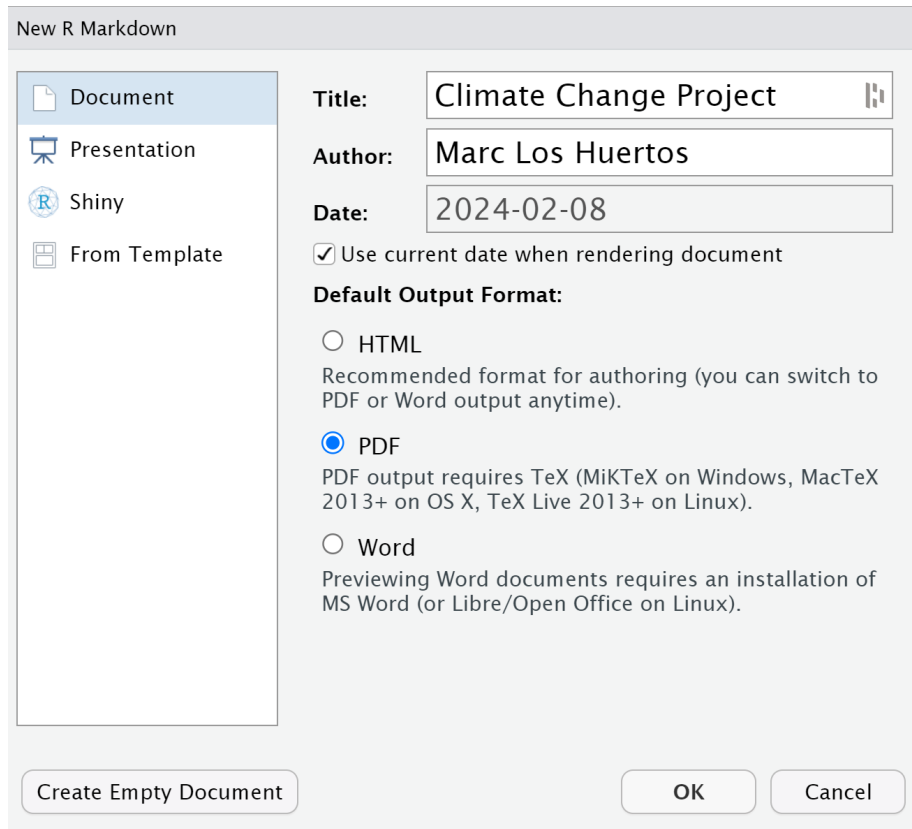 New R Markdown
Document
Presentation
R Shiny
From Template
Title: Climate Change Project
Author: Marc Los Huertos
Date: 2024-02-08
Use current date when rendering document
Default Output Format:
HTML
Recommended format for authoring (you can switch to
PDF or Word output anytime).
PDF
PDF output requires TeX (MiKTeX on Windows, MacTeX
2013+ on OS X, TeX Live 2013+ on Linux).
Word
Previewing Word documents requires an installation of
MS Word (or Libre/Open Office on Linux).
Create Empty Document OK Cancel